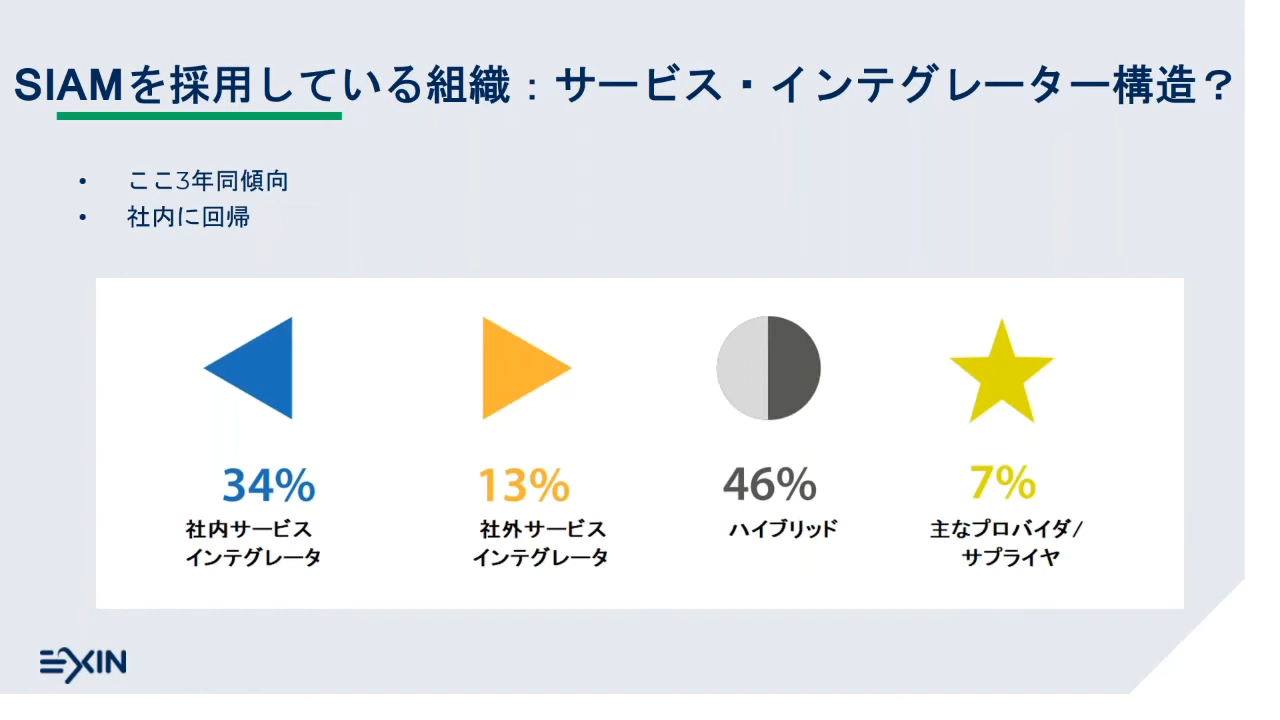 SIAMを採用している組織：サービス・インテグレーター構造？
• ここ3年同傾向
• 社内に回帰
34% 13% 46% 7%
社内サービス 社外サービス ハイブリッド 主なプロバイダ/
インテグレータ インテグレータ サプライヤ
EXIN